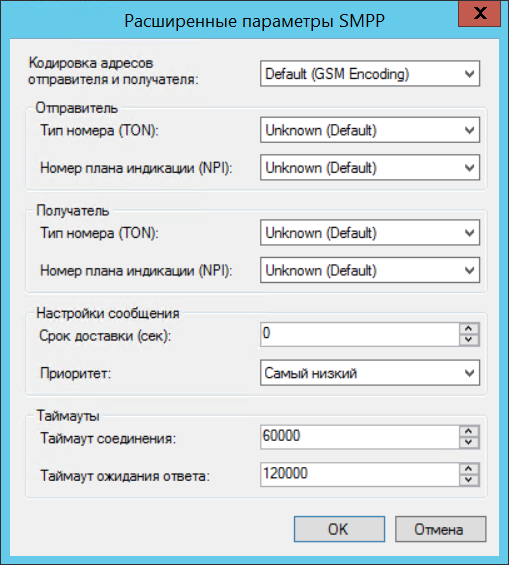 Расширенные параметры SMPP
X
Кодировка адресов
отправителя и получателя:
Default (GSM Encoding)
Отправитель
Тип номера (TON):
Unknown (Default)
Номер плана индикации (NPI):
Unknown (Default)
Получатель
Тип номера (TON):
Unknown (Default)
Номер плана индикации (NPI):
Unknown (Default)
Настройки сообщения
Срок доставки (сек):
0
Приоритет:
Самый низкий
Таймауты
Таймаут соединения:
60000
Таймаут ожидания ответа:
120000
OK
Отмена